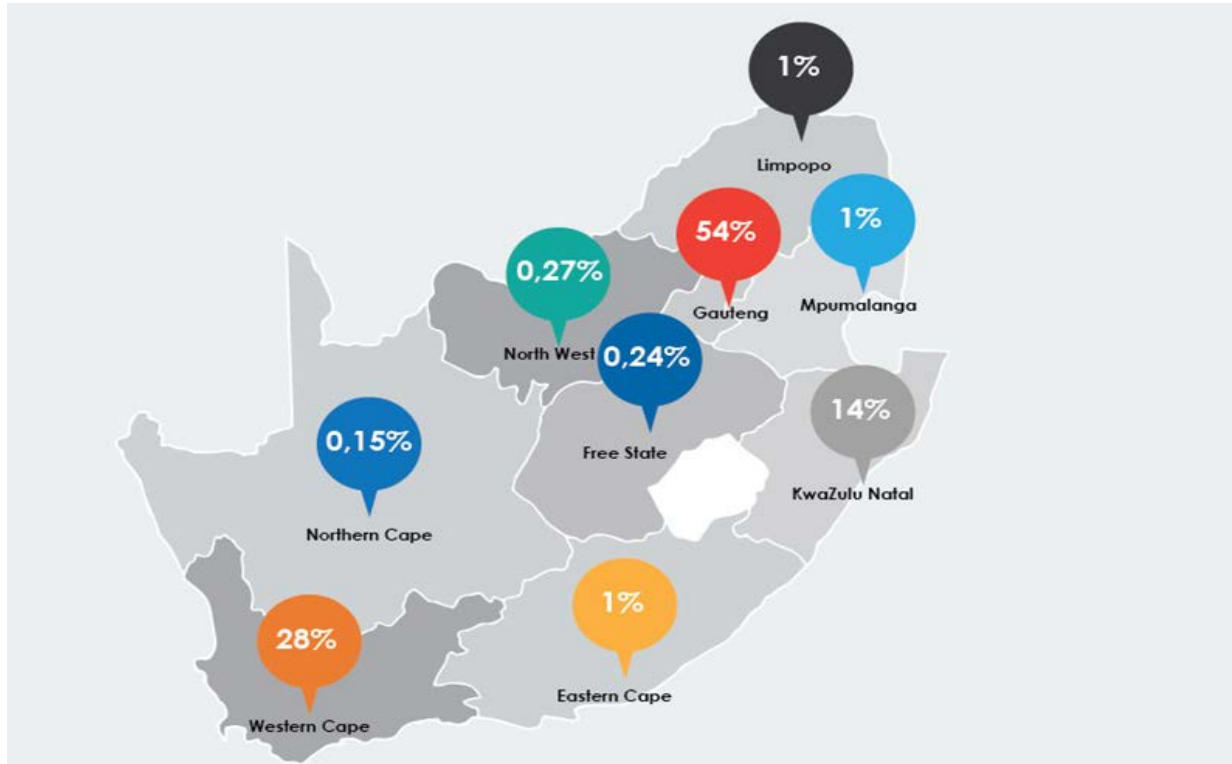 1%
Limpopo
54%
Gauteng
1%
Mpumalanga
0,27%
North West
0,24%
Free State
14%
KwaZulu Natal
0,15%
Northern Cape
28%
Western Cape
1%
Eastern Cape